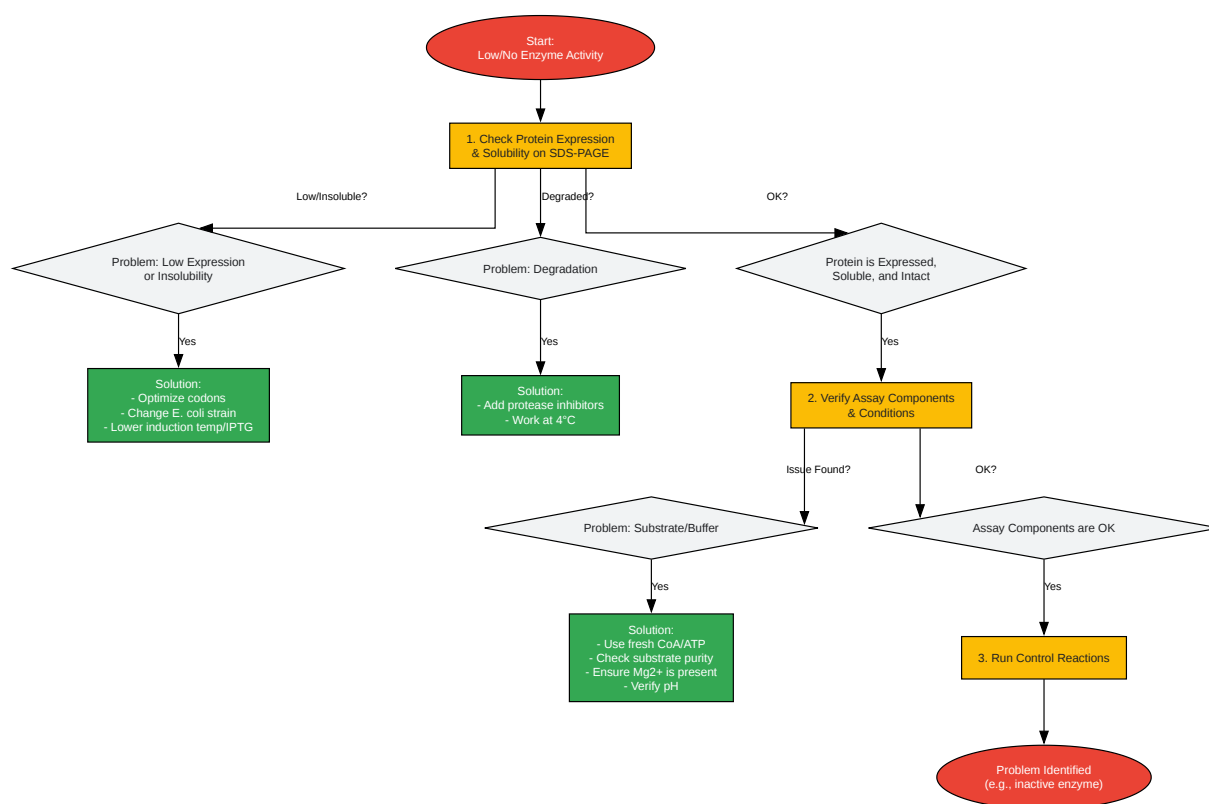 Start:
Low/No Enzyme Activity
1. Check Protein Expression
& Solubility on SDS-PAGE
Low/Insoluble?
Degraded?
OK?
Problem: Low Expression
or Insolubility
Problem: Degradation
Protein is Expressed,
Soluble, and Intact
Yes
Yes
Yes
Solution:
- Optimize codons
- Change E. coli strain
- Lower induction temp/IPTG
Solution:
- Add protease inhibitors
- Work at 4°C
2. Verify Assay Components
& Conditions
Issue Found?
OK?
Problem: Substrate/Buffer
Assay Components are OK
Yes
Yes
Solution:
- Use fresh CoA/ATP
- Check substrate purity
- Ensure Mg2+ is present
- Verify pH
3. Run Control Reactions
Problem Identified
(e.g., inactive enzyme)